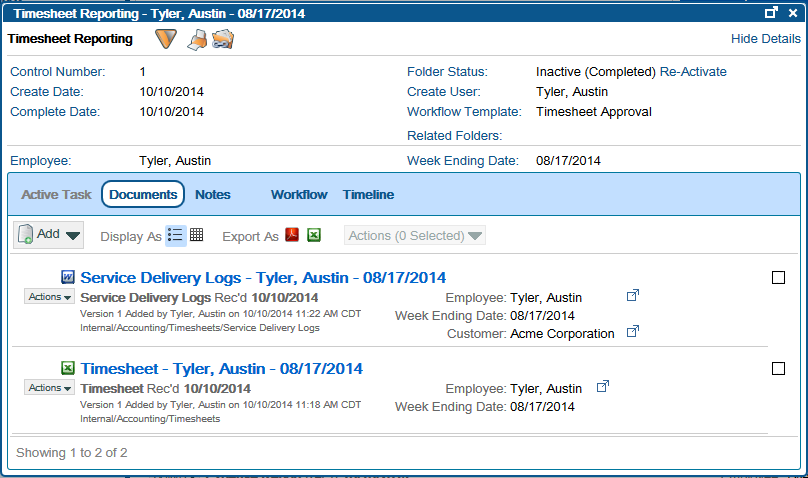 Timesheet Reporting - Tyler, Austin - 08/17/2014
Timesheet Reporting Hide Details
Control Number: 1 Folder Status: Inactive (Completed) Re-Activate
Create Date: 10/10/2014 Create User: Tyler, Austin
Complete Date: 10/10/2014 Workflow Template: Timesheet Approval
Related Folders:
Employee: Tyler, Austin Week Ending Date: 08/17/2014
Active Task Documents Notes Workflow Timeline
Add Display As Export As Actions (0 Selected)
Service Delivery Logs - Tyler, Austin - 08/17/2014
Actions Service Delivery Logs Rec'd 10/10/2014 Employee: Tyler, Austin
Version 1 Added by Tyler, Austin on 10/10/2014 11:22 AM CDT Week Ending Date: 08/17/2014
Internal/Accounting/Timesheets/Service Delivery Logs Customer: Acme Corporation
Timesheet - Tyler, Austin - 08/17/2014
Actions Timesheet Rec'd 10/10/2014 Employee: Tyler, Austin
Version 1 Added by Tyler, Austin on 10/10/2014 11:18 AM CDT Week Ending Date: 08/17/2014
Internal/Accounting/Timesheets
Showing 1 to 2 of 2